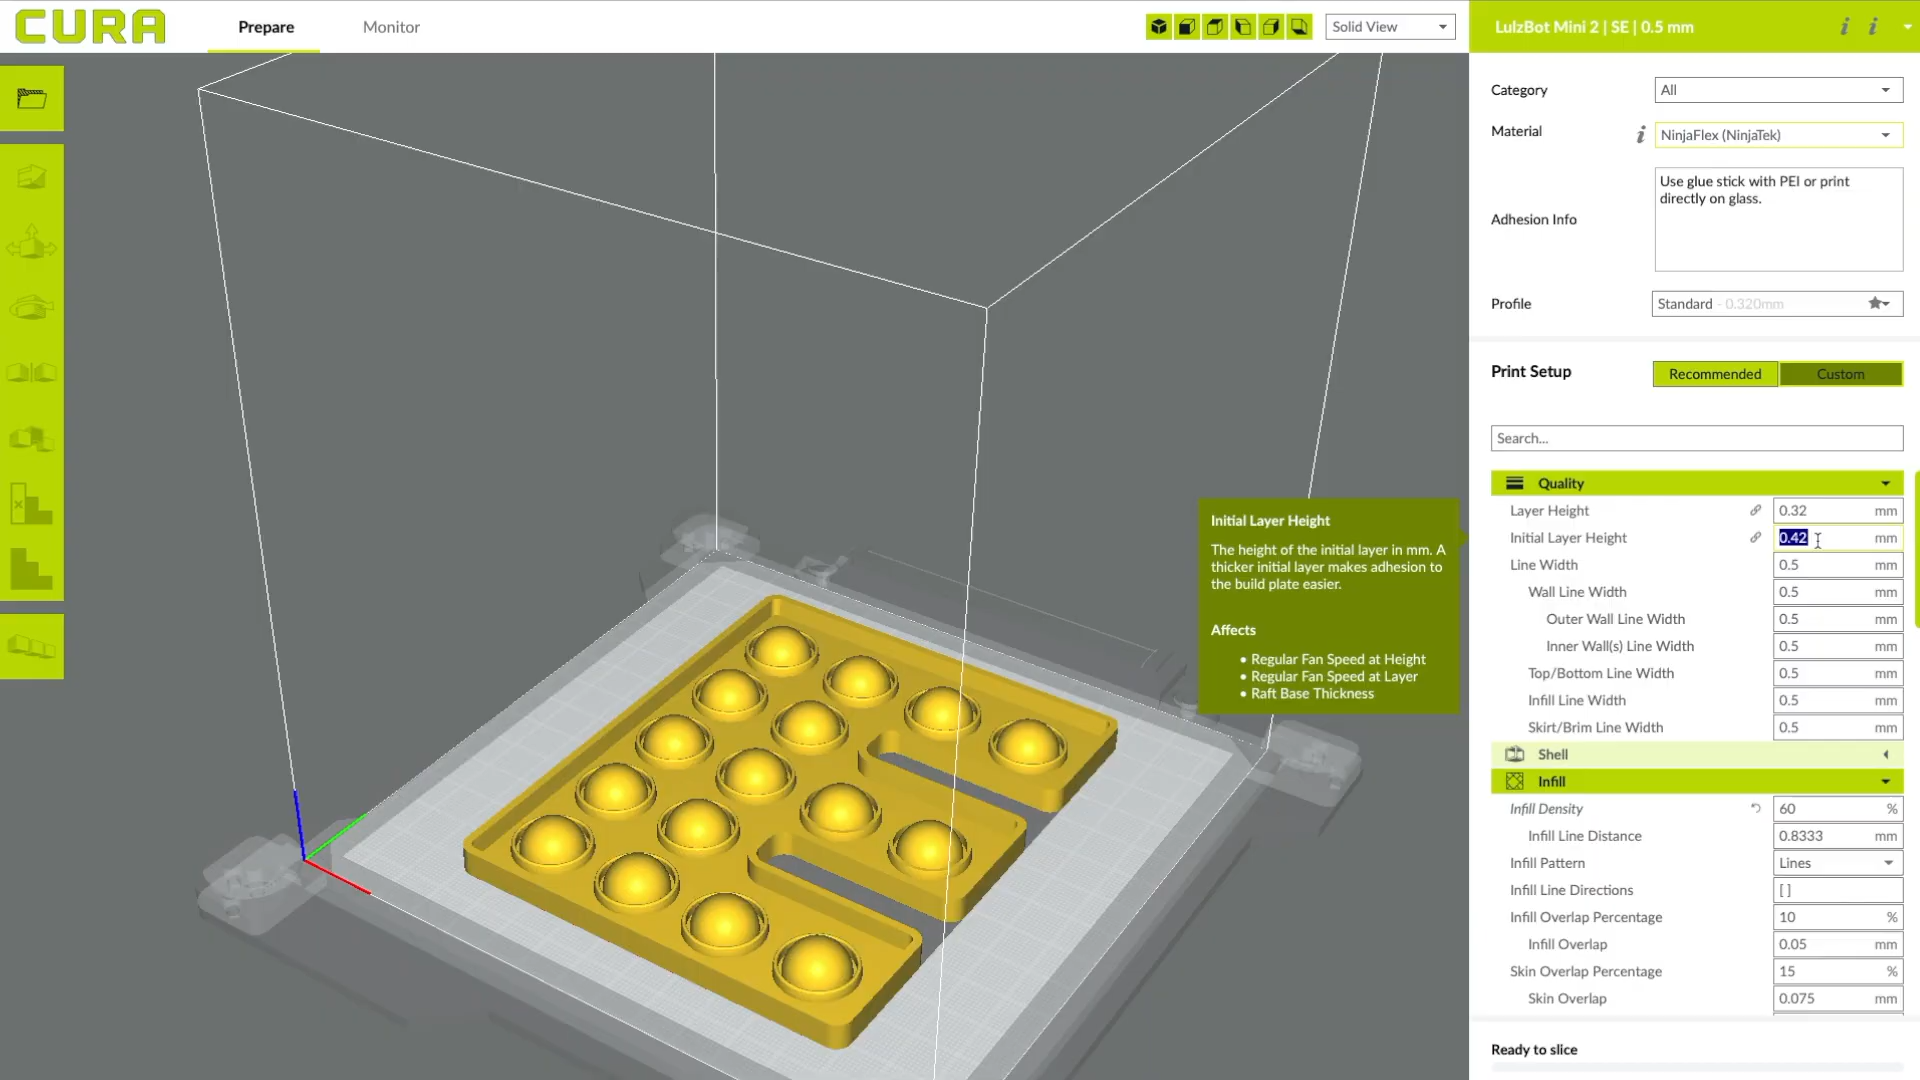 CURA
Prepare
Monitor
Solid View
LulzBot Mini 2 | SE | 0.5 mm
Category
All
Material
NinjaFlex (NinjaTek)
Adhesion Info
Use glue stick with PEI or print
directly on glass.
Profile
Standard - 0.320mm
Print Setup
Recommended
Custom
Search...
Quality
Layer Height
0.32 mm
Initial Layer Height
0.42 mm
Line Width
0.5 mm
Wall Line Width
0.5 mm
Outer Wall Line Width
0.5 mm
Inner Wall(s) Line Width
0.5 mm
Top/Bottom Line Width
0.5 mm
Infill Line Width
0.5 mm
Skirt/Brim Line Width
0.5 mm
Shell
Infill
Infill Density
60 %
Infill Line Distance
0.8333 mm
Infill Pattern
Lines
Infill Line Directions
[ ]
Infill Overlap Percentage
10 %
Infill Overlap
0.05 mm
Skin Overlap Percentage
15 %
Skin Overlap
0.075 mm
Ready to slice
Initial Layer Height
The height of the initial layer in mm. A
thicker initial layer makes adhesion to
the build plate easier.
Affects
• Regular Fan Speed at Height
• Regular Fan Speed at Layer
• Raft Base Thickness